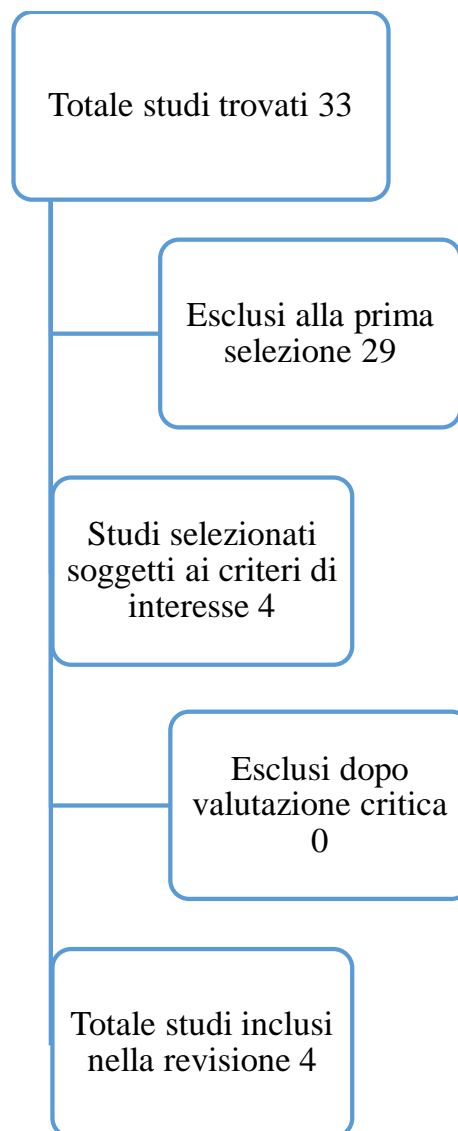 Totale studi trovati 33
Esclusi alla prima
selezione 29
Studi selezionati
soggetti ai criteri di
interesse 4
Esclusi dopo
valutazione critica
0
Totale studi inclusi
nella revisione 4